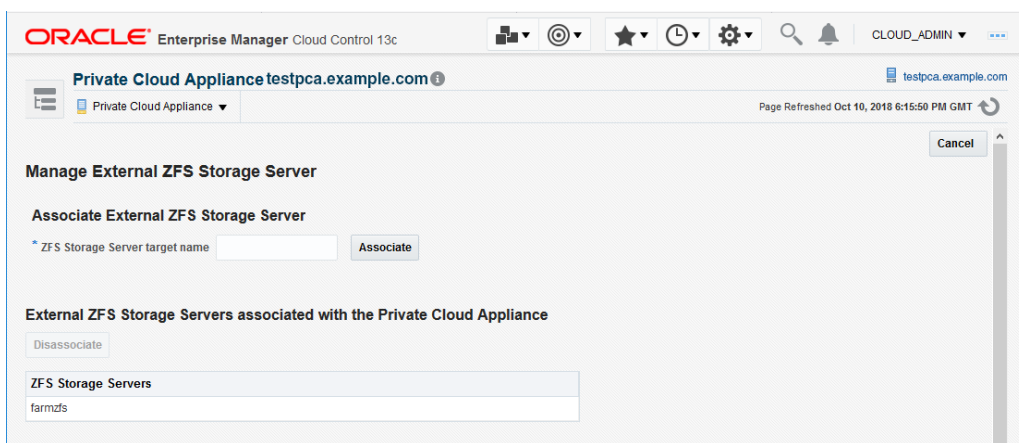 ORACLE® Enterprise Manager Cloud Control 13c
CLOUD_ADMIN
Private Cloud Appliance testpca.example.com
testpca.example.com
Private Cloud Appliance
Page Refreshed Oct 10, 2018 6:15:50 PM GMT
Cancel
Manage External ZFS Storage Server
Associate External ZFS Storage Server
* ZFS Storage Server target name
Associate
External ZFS Storage Servers associated with the Private Cloud Appliance
Disassociate
ZFS Storage Servers
farmzfs